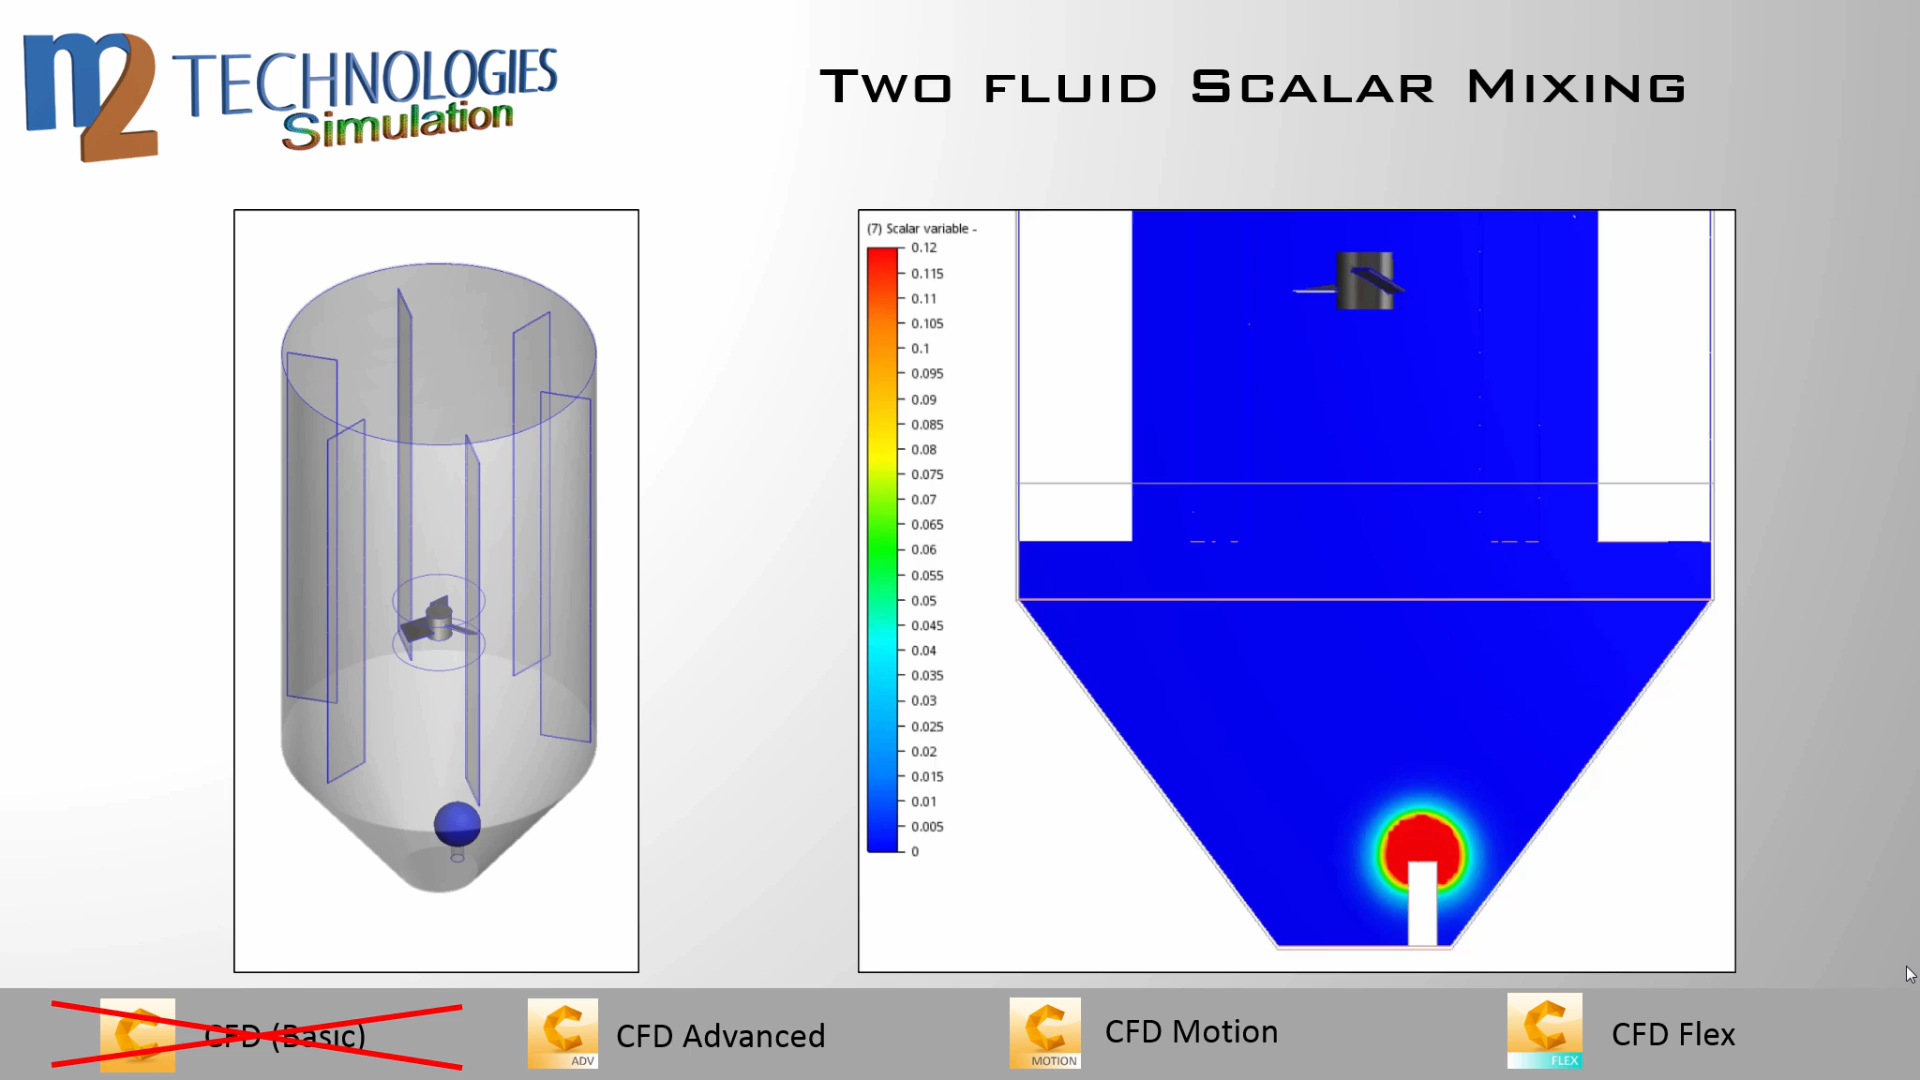 m2 TECHNOLOGIES
Simulation
Two fluid Scalar Mixing
(7) Scalar variable -
0.12
0.115
0.11
0.105
0.1
0.095
0.09
0.085
0.08
0.075
0.07
0.065
0.06
0.055
0.05
0.045
0.04
0.035
0.03
0.025
0.02
0.015
0.01
0.005
0
CFD (Basic)
ADV
CFD Advanced
MOTION
CFD Motion
FLEX
CFD Flex